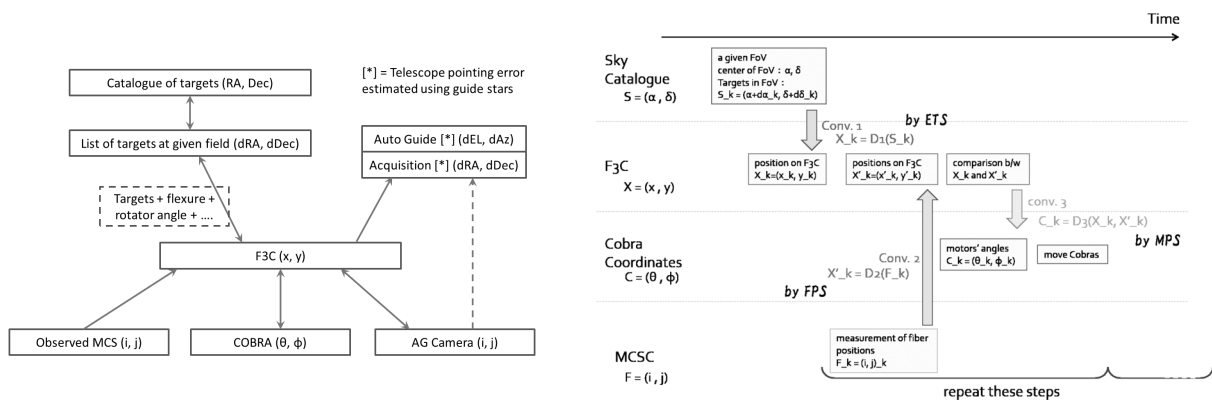 [*] = Telescope pointing error
estimated using guide stars
Catalogue of targets (RA, Dec)
List of targets at given field (dRA, dDec)
Auto Guide [*] (dEL, dAz)
Acquisition [*] (dRA, dDec)
Targets + flexure +
rotator angle + ....
F3C (x, y)
Observed MCS (i, j)
COBRA (θ, ϕ)
AG Camera (i, j)
Time
Sky
Catalogue
S = (α , δ)
a given FoV
center of FoV : α, δ
Targets in FoV :
S_k = (α+dα_k, δ+dδ_k)
by ETS
Conv. 1
X_k = D1(S_k)
F3C
X = (x , y)
position on F3C
X_k=(x_k, y_k)
positions on F3C
X'_k=(x'_k, y'_k)
comparison b/w
X_k and X'_k
conv. 3
C_k = D3(X_k, X'_k)
by MPS
Cobra
Coordinates
C = (θ , ϕ)
motors' angles
C_k = (θ_k, ϕ_k)
move Cobras
Conv. 2
X'_k = D2(F_k)
by FPS
MCSC
F = (i , j)
measurement of fiber
positions
F_k = (i, j)_k
repeat these steps